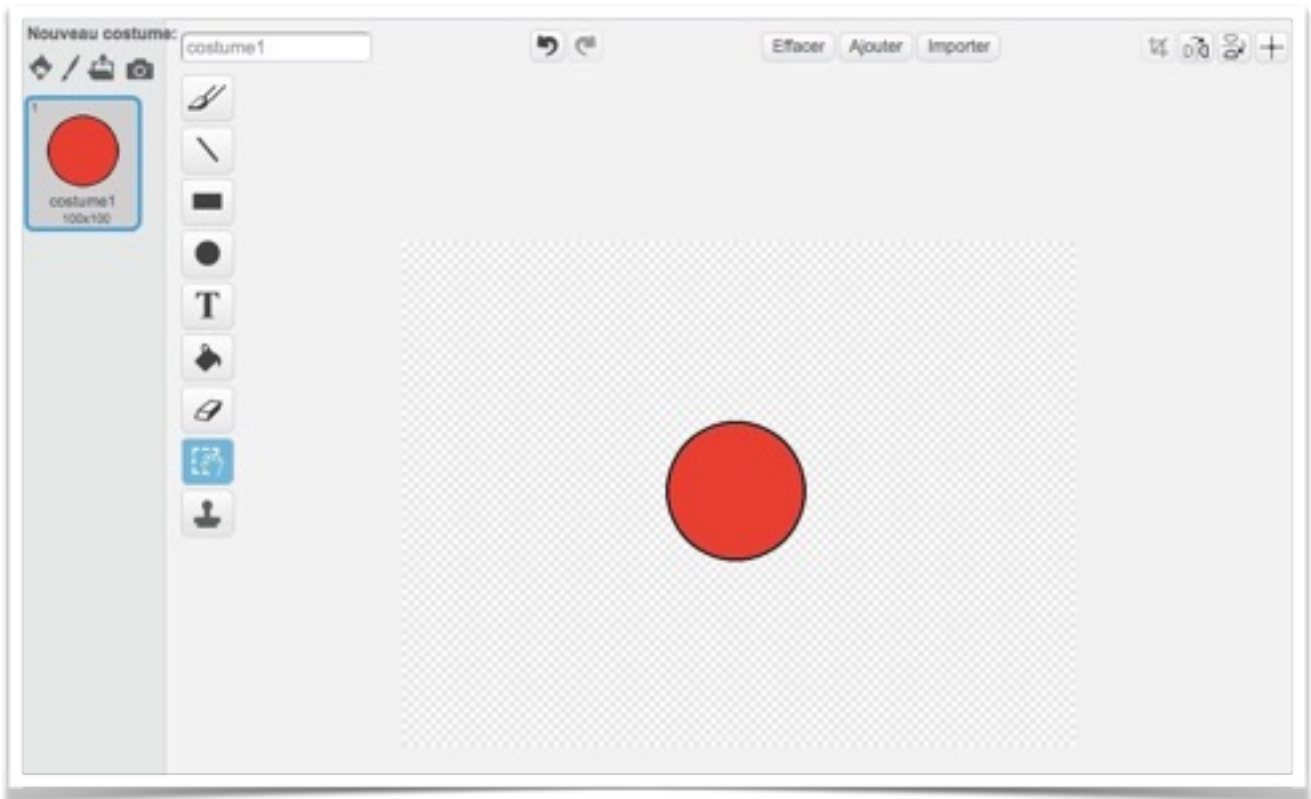 Nouveau costume:
costume1
Effacer Ajouter Importer
1
costume1
100x100
T